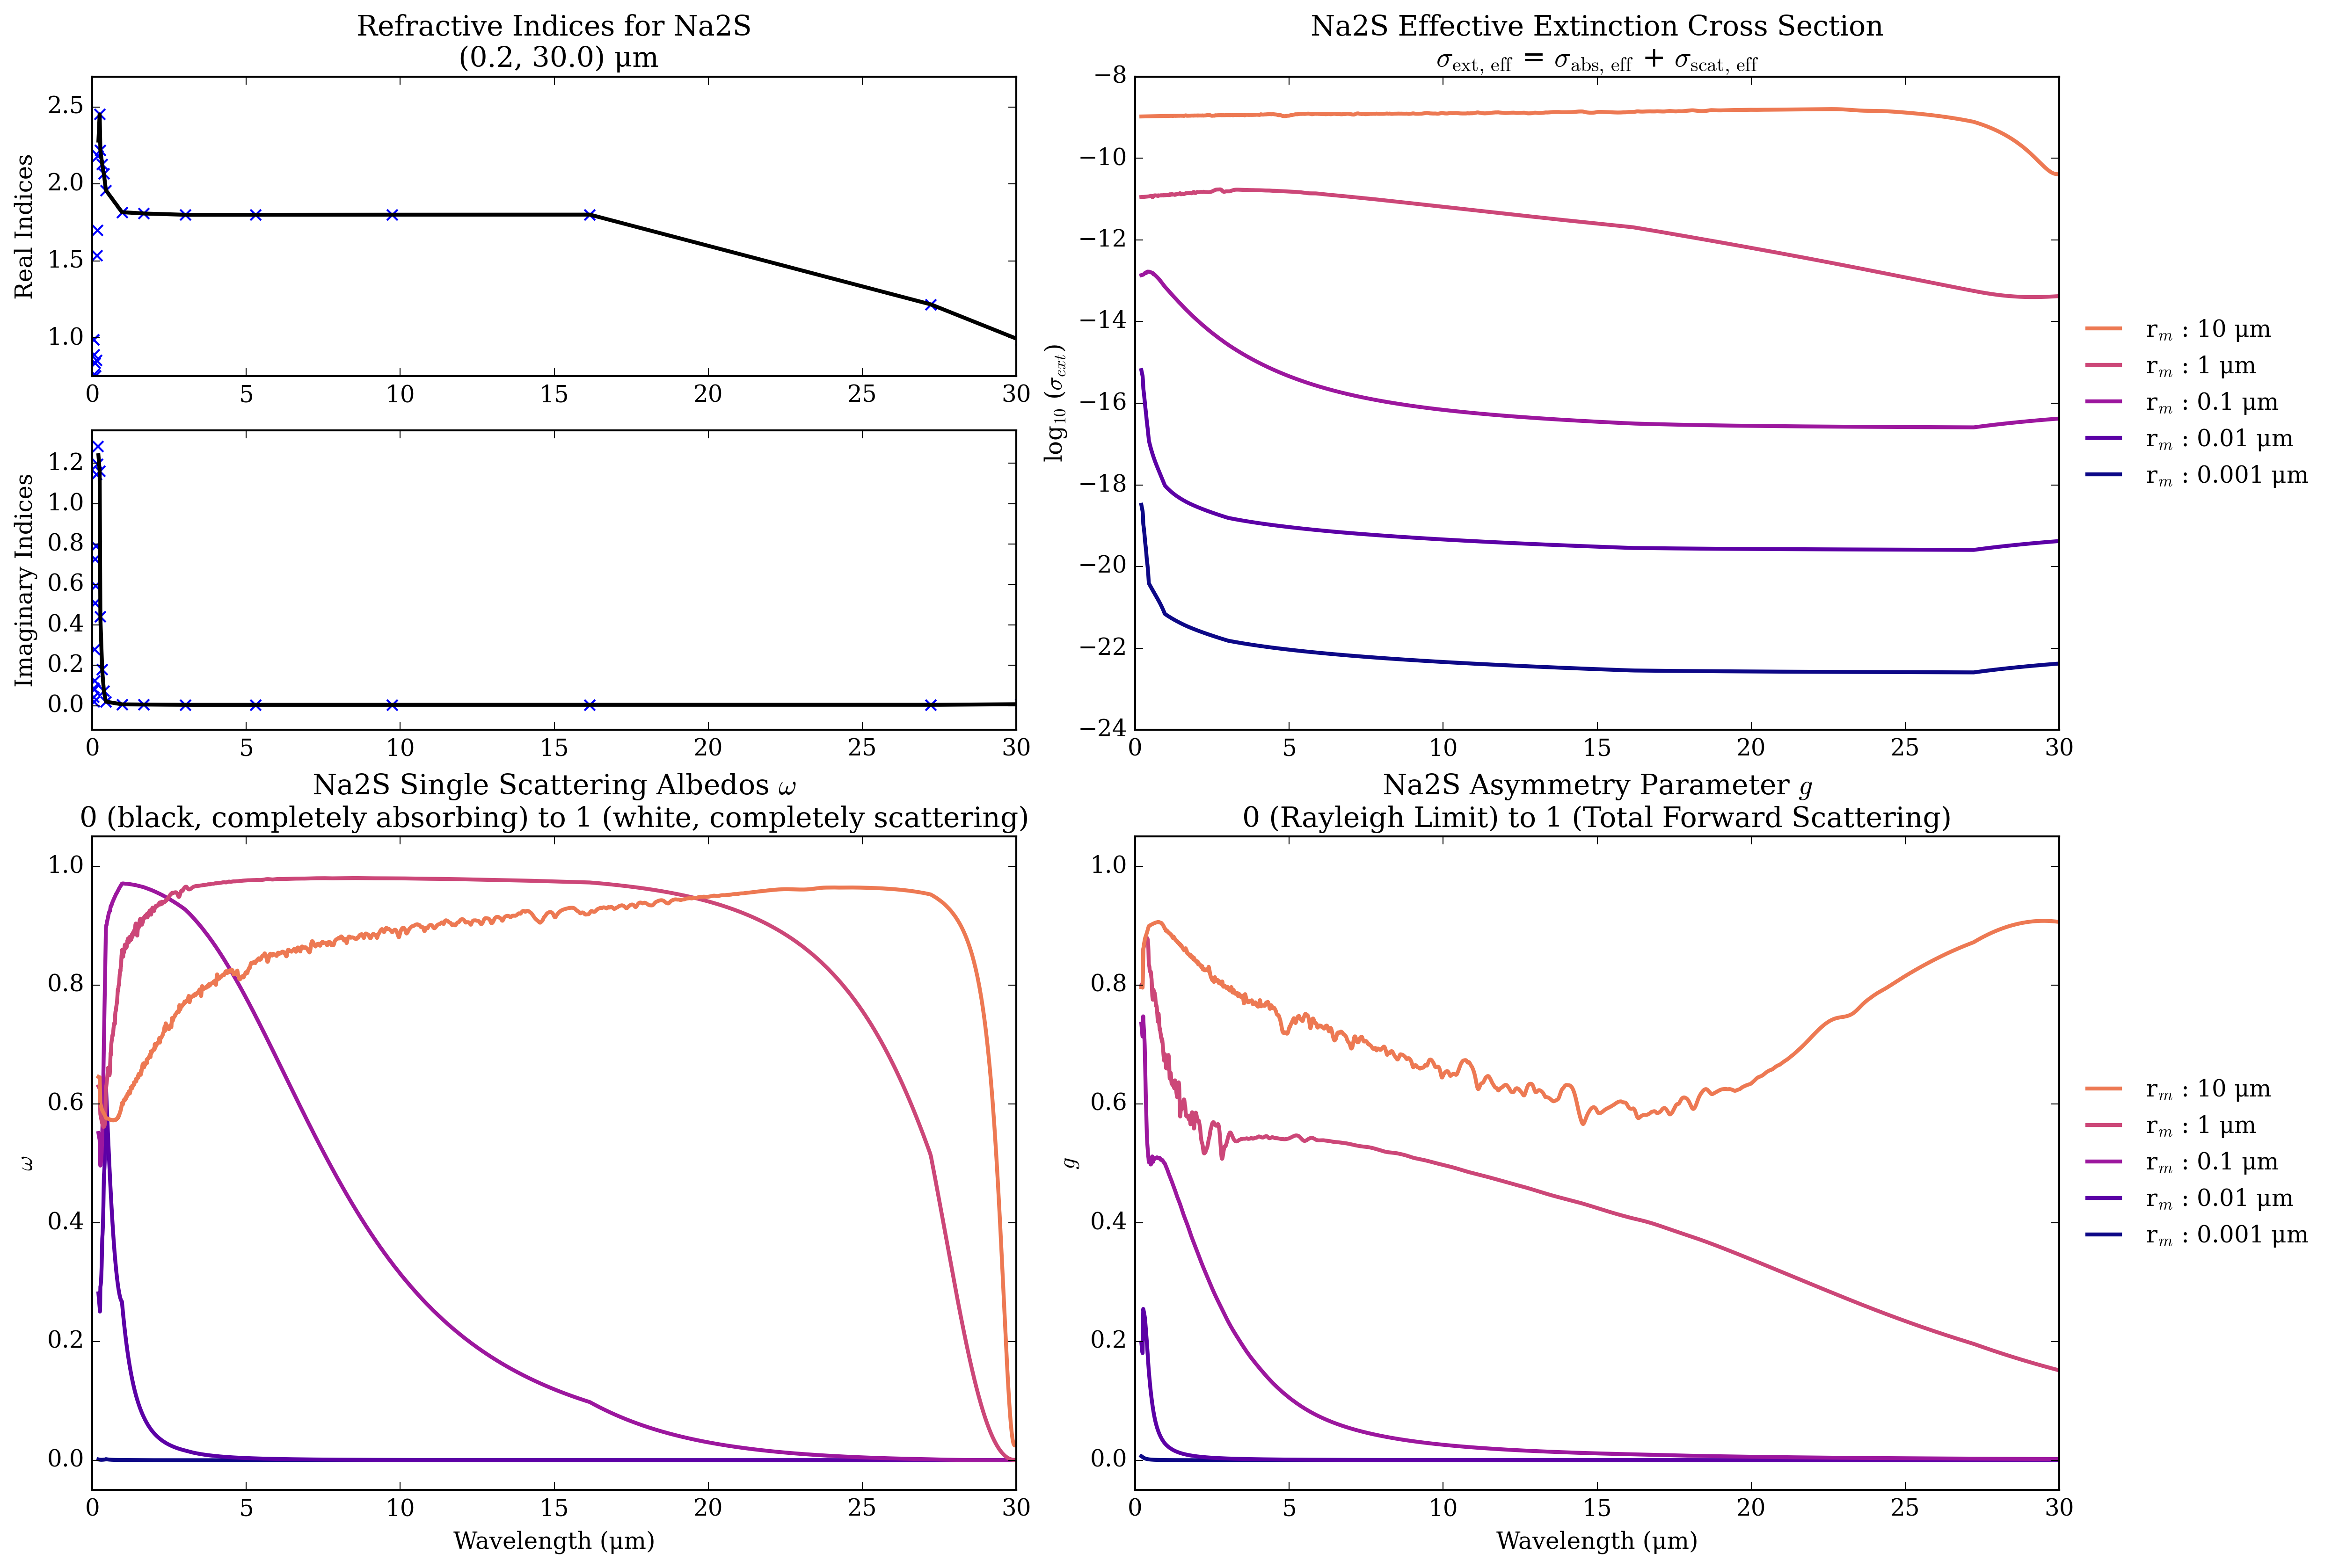 Refractive Indices for Na2S
(0.2, 30.0) μm
Real Indices
2.5
2.0
1.5
1.0
0 5 10 15 20 25 30
Imaginary Indices
1.2
1.0
0.8
0.6
0.4
0.2
0.0
0 5 10 15 20 25 30
Na2S Effective Extinction Cross Section
σext, eff = σabs, eff + σscat, eff
log10 (σext)
−8
−10
−12
−14
−16
−18
−20
−22
−24
0 5 10 15 20 25 30
rm : 10 μm
rm : 1 μm
rm : 0.1 μm
rm : 0.01 μm
rm : 0.001 μm
Na2S Single Scattering Albedos ω
0 (black, completely absorbing) to 1 (white, completely scattering)
ω
1.0
0.8
0.6
0.4
0.2
0.0
0 5 10 15 20 25 30
Wavelength (μm)
Na2S Asymmetry Parameter g
0 (Rayleigh Limit) to 1 (Total Forward Scattering)
g
1.0
0.8
0.6
0.4
0.2
0.0
0 5 10 15 20 25 30
Wavelength (μm)
rm : 10 μm
rm : 1 μm
rm : 0.1 μm
rm : 0.01 μm
rm : 0.001 μm